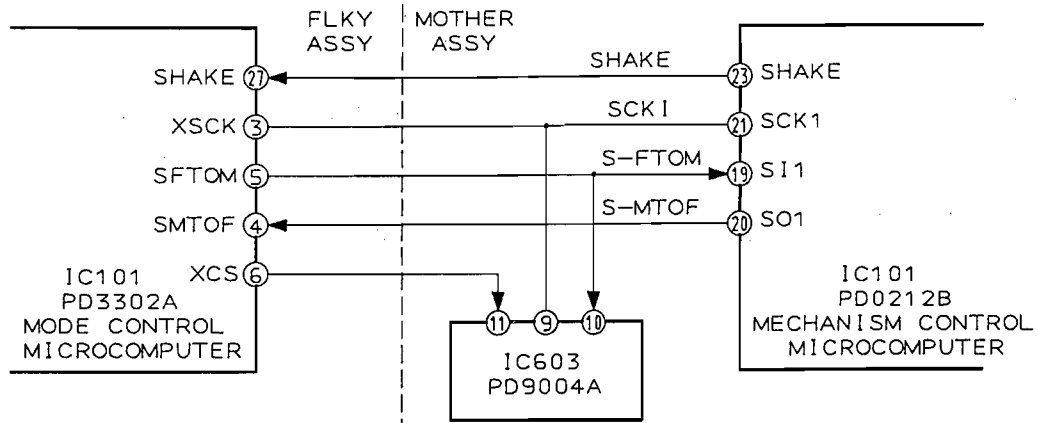 FLKY ASSY
MOTHER ASSY
SHAKE 27
SHAKE
23 SHAKE
XSCK 3
SCKI
21 SCK1
SFTOM 5
S-FTOM
19 SI1
SMTOF 4
S-MTOF
20 SO1
XCS 6
IC101
PD3302A
MODE CONTROL
MICROCOMPUTER
11 9 10
IC603
PD9004A
IC101
PD0212B
MECHANISM CONTROL
MICROCOMPUTER